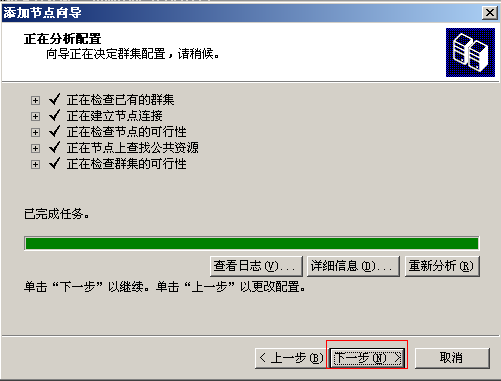 添加节点向导
正在分析配置
向导正在决定群集配置，请稍候。
正在检查已有的群集
正在建立节点连接
正在检查节点的可行性
正在节点上查找公共资源
正在检查群集的可行性
已完成任务。
查看日志(V)... 详细信息(D)... 重新分析(R)
单击“下一步”以继续。单击“上一步”以更改配置。
< 上一步(B) 下一步(N) > 取消